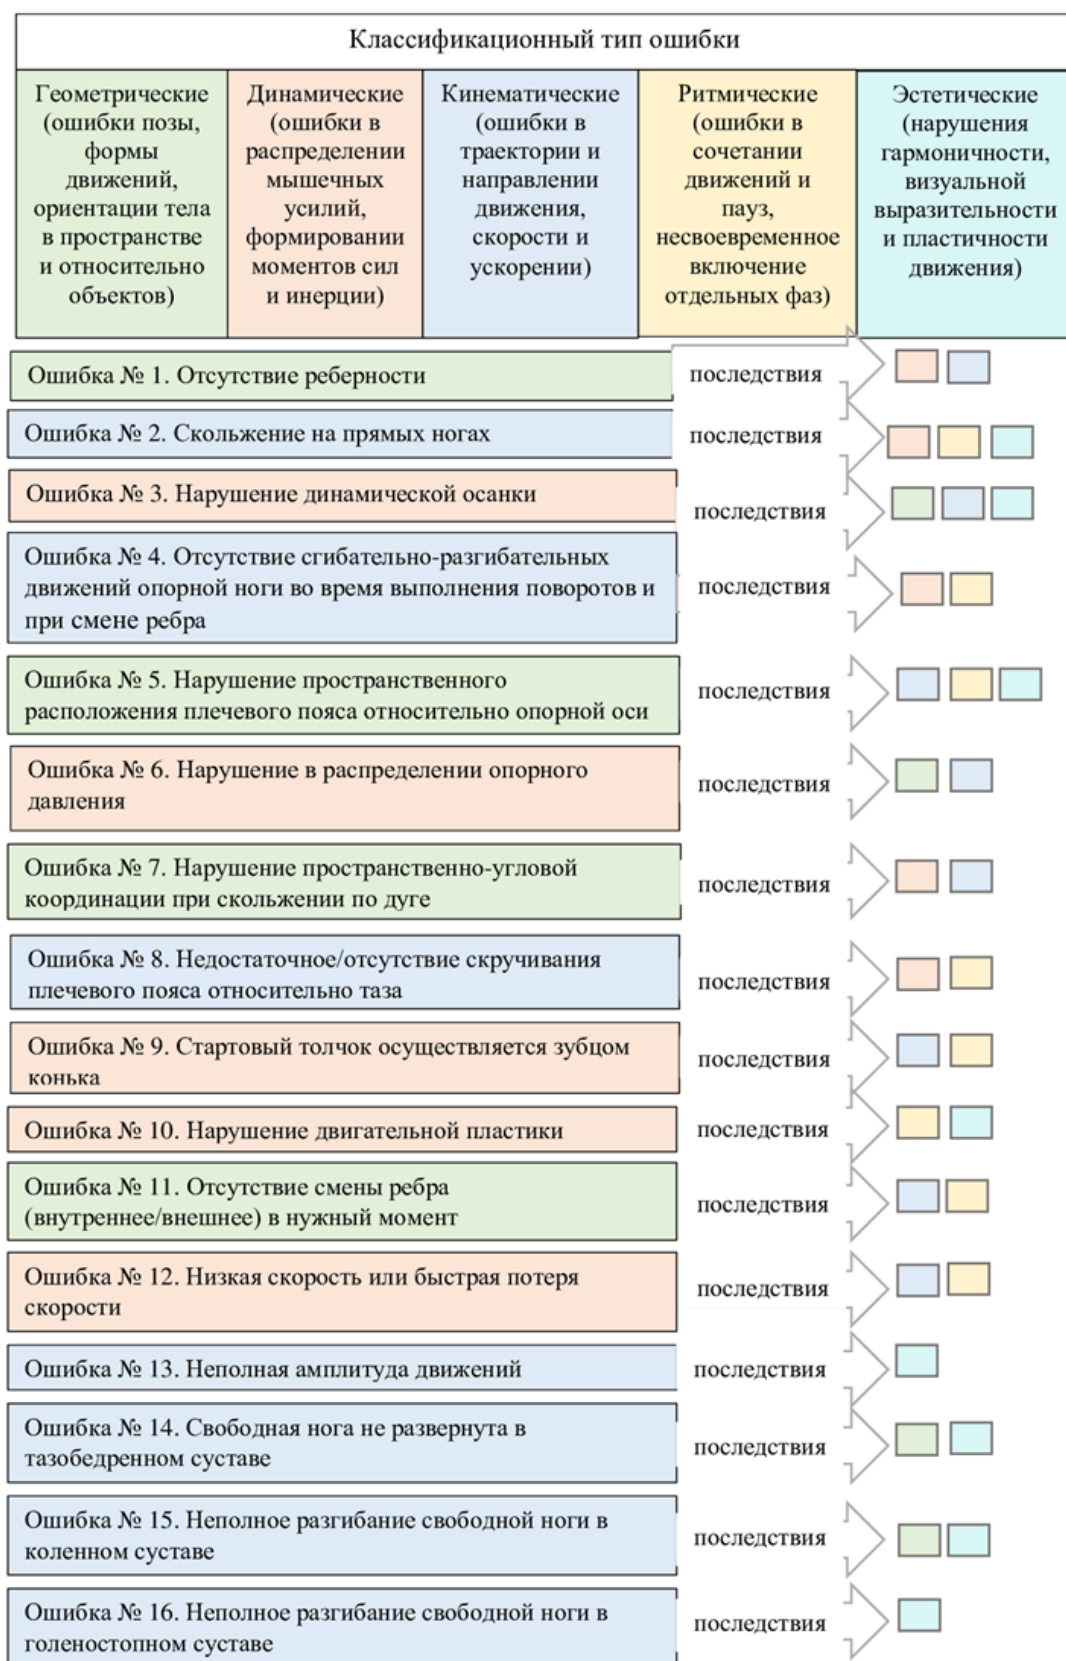 Классификационный тип ошибки
Геометрические
(ошибки позы,
формы
движений,
ориентации тела
в пространстве
и относительно
объектов)
Динамические
(ошибки в
распределении
мышечных
усилий,
формировании
моментов сил
и инерции)
Кинематические
(ошибки в
траектории и
направлении
движения,
скорости и
ускорении)
Ритмические
(ошибки в
сочетании
движений и
пауз,
несвоевременное
включение
отдельных фаз)
Эстетические
(нарушения
гармоничности,
визуальной
выразительности
и пластичности
движения)
Ошибка № 1. Отсутствие реберности
последствия
Ошибка № 2. Скольжение на прямых ногах
последствия
Ошибка № 3. Нарушение динамической осанки
последствия
Ошибка № 4. Отсутствие сгибательно-разгибательных
движений опорной ноги во время выполнения поворотов и
при смене ребра
последствия
Ошибка № 5. Нарушение пространственного
расположения плечевого пояса относительно опорной оси
последствия
Ошибка № 6. Нарушение в распределении опорного
давления
последствия
Ошибка № 7. Нарушение пространственно-угловой
координации при скольжении по дуге
последствия
Ошибка № 8. Недостаточное/отсутствие скручивания
плечевого пояса относительно таза
последствия
Ошибка № 9. Стартовый толчок осуществляется зубцом
конька
последствия
Ошибка № 10. Нарушение двигательной пластики
последствия
Ошибка № 11. Отсутствие смены ребра
(внутреннее/внешнее) в нужный момент
последствия
Ошибка № 12. Низкая скорость или быстрая потеря
скорости
последствия
Ошибка № 13. Неполная амплитуда движений
последствия
Ошибка № 14. Свободная нога не развернута в
тазобедренном суставе
последствия
Ошибка № 15. Неполное разгибание свободной ноги в
коленном суставе
последствия
Ошибка № 16. Неполное разгибание свободной ноги в
голеностопном суставе
последствия